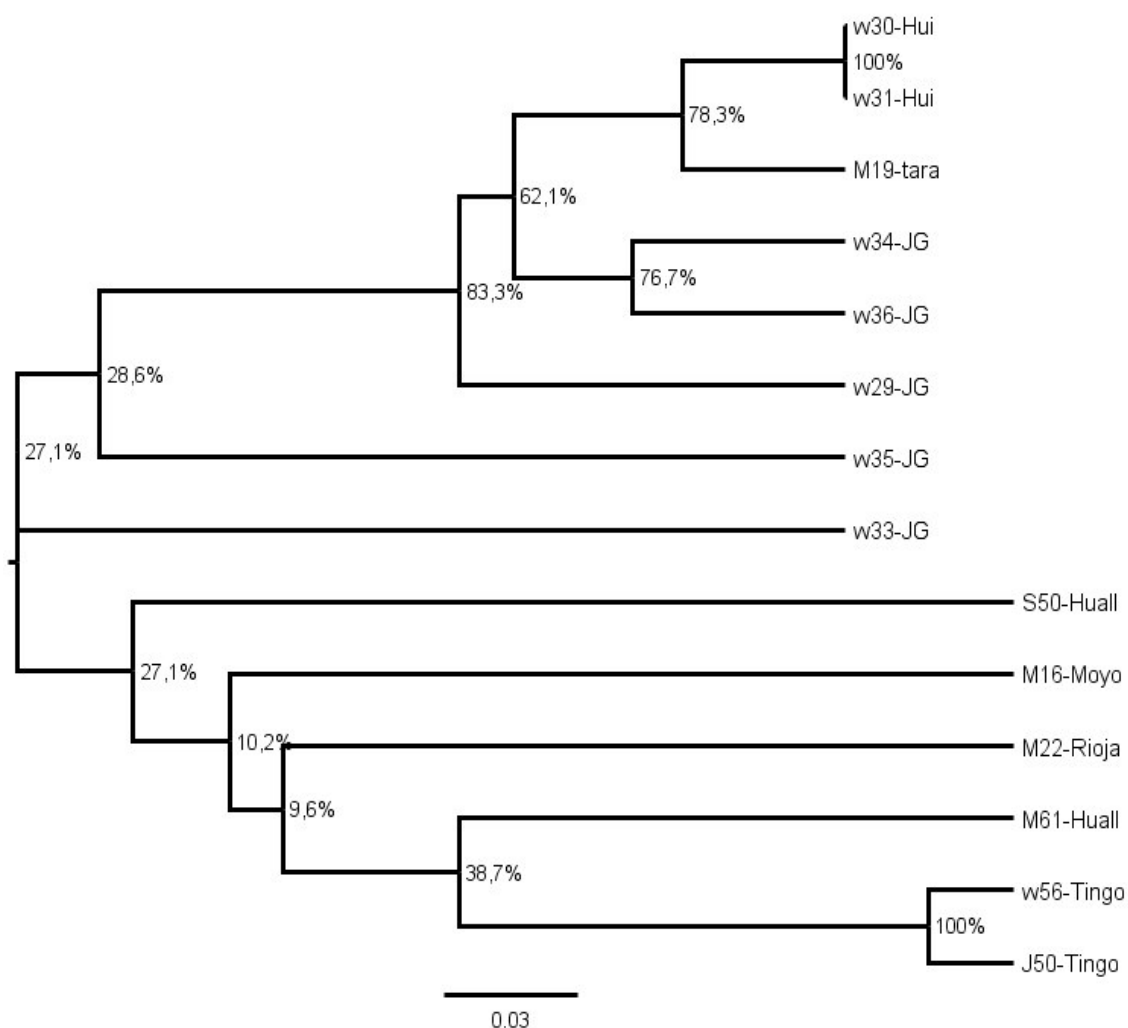 w30-Hui
100%
w31-Hui
78,3%
M19-tara
62,1%
w34-JG
76,7%
83,3%
w36-JG
28,6%
w29-JG
27,1%
w35-JG
w33-JG
S50-Huall
27,1%
M16-Moyo
10,2%
M22-Rioja
9,6%
M61-Huall
38,7%
w56-Tingo
100%
J50-Tingo
0.03